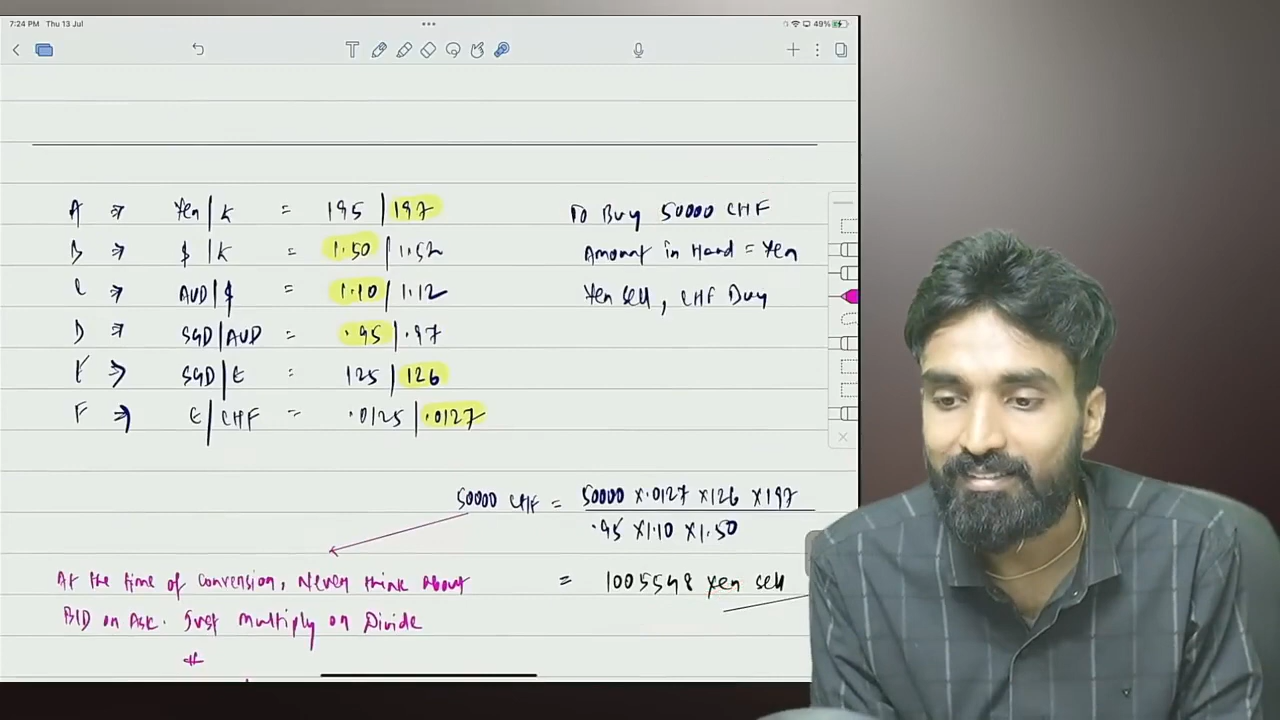 7:24 PM Thu 13 Jul
49%
A ⇒ Yen/£ = 195/197
B ⇒ $/£ = 1.50/1.52
C ⇒ AUD/$ = 1.10/1.12
D ⇒ SGD/AUD = .95/.97
E ⇒ SGD/€ = 125/126
F ⇒ €/CHF = .0125/.0127
To Buy 50000 CHF
Amount in Hand = Yen
Yen Sell, CHF Buy
50000 CHF = 50000 × .0127 × 126 × 197
.95 × 1.10 × 1.50
= 1005548 Yen sell
At the time of conversion, Never think About
BID or Ask. Just Multiply or Divide